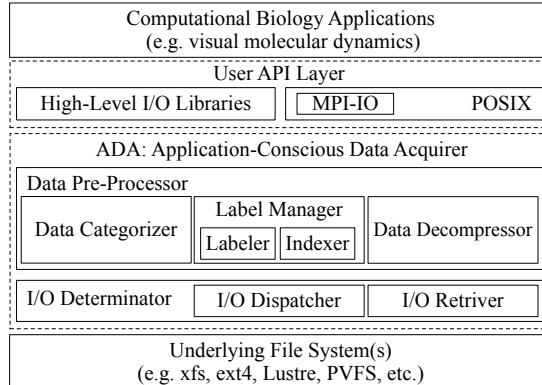 Computational Biology Applications
(e.g. visual molecular dynamics)
User API Layer
High-Level I/O Libraries
MPI-IO
POSIX
ADA: Application-Conscious Data Acquirer
Data Pre-Processor
Data Categorizer
Label Manager
Labeler
Indexer
Data Decompressor
I/O Determinator
I/O Dispatcher
I/O Retriver
Underlying File System(s)
(e.g. xfs, ext4, Lustre, PVFS, etc.)